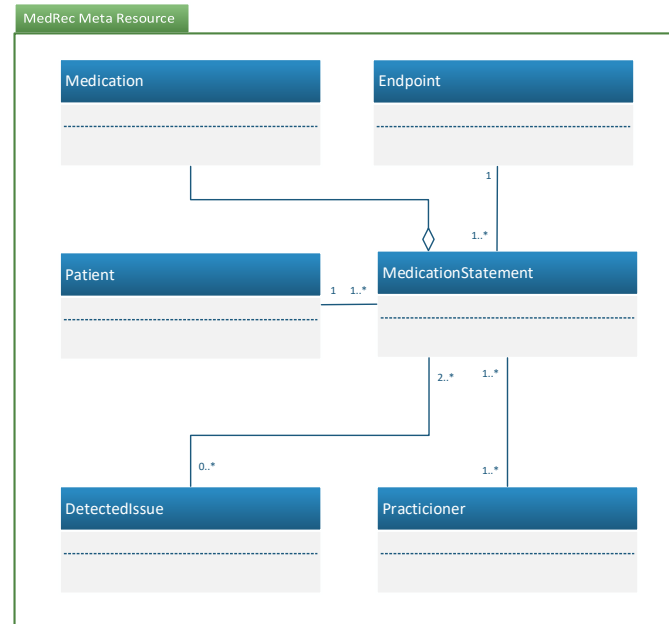 MedRec Meta Resource
Medication
Endpoint
1
1..*
Patient
MedicationStatement
1 1..*
2..*
1..*
0..*
1..*
DetectedIssue
Practicioner